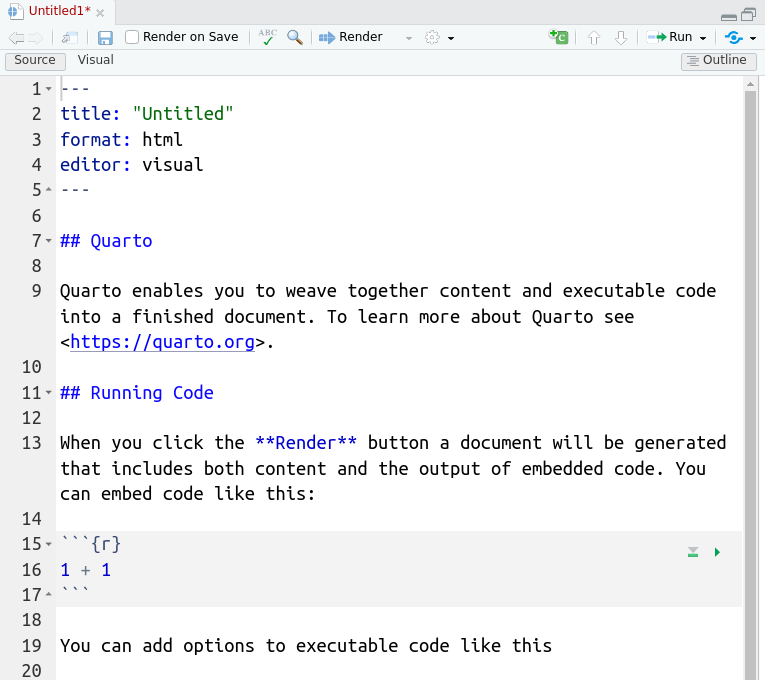 Untitled1*
Render on Save
ABC
Render
C
Run
Source
Visual
Outline
1 ---
2 title: "Untitled"
3 format: html
4 editor: visual
5 ---
6
7 ## Quarto
8
9 Quarto enables you to weave together content and executable code
into a finished document. To learn more about Quarto see
<https://quarto.org>.
10
11 ## Running Code
12
13 When you click the **Render** button a document will be generated
that includes both content and the output of embedded code. You
can embed code like this:
14
15 ```{r}
16 1 + 1
17 ```
18
19 You can add options to executable code like this
20